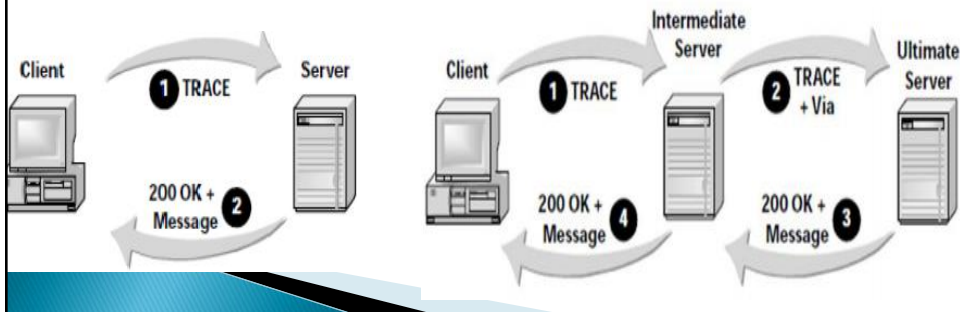 Client
1 TRACE
Server
200 OK +
Message 2
Client
1 TRACE
Intermediate
Server
2 TRACE
+ Via
Ultimate
Server
200 OK +
Message 4
200 OK +
Message 3